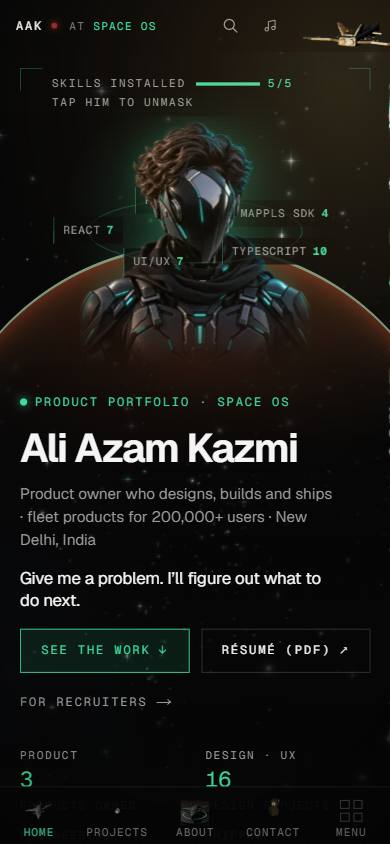 AAK AT SPACE OS
SKILLS INSTALLED 5/5
TAP HIM TO UNMASK
MAPPLS SDK 4
REACT 7
TYPESCRIPT 10
UI/UX 7
PRODUCT PORTFOLIO · SPACE OS
Ali Azam Kazmi
Product owner who designs, builds and ships
· fleet products for 200,000+ users · New
Delhi, India
Give me a problem. I'll figure out what to
do next.
SEE THE WORK ↓ RÉSUMÉ (PDF) ↗
FOR RECRUITERS →
PRODUCT DESIGN · UX
3 16
HOME PROJECTS ABOUT CONTACT MENU